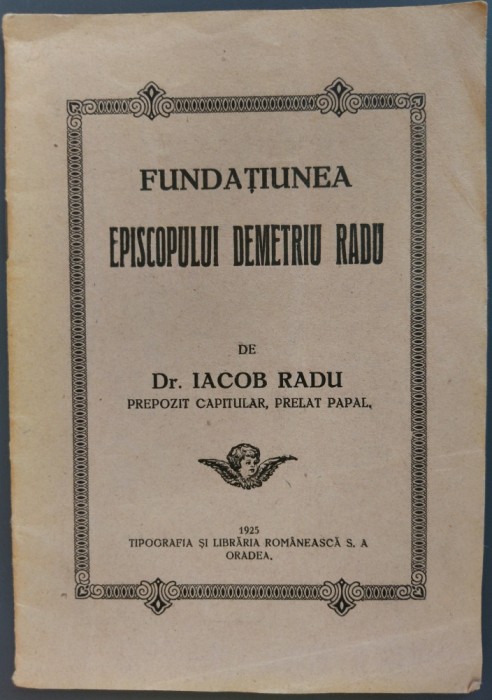 FUNDAȚIUNEA
EPISCOPULUI DEMETRIU RADU
DE
Dr. IACOB RADU
PREPOZIT CAPITULAR, PRELAT PAPAL.
1925
TIPOGRAFIA ȘI LIBRĂRIA ROMÂNEASCĂ S. A
ORADEA.